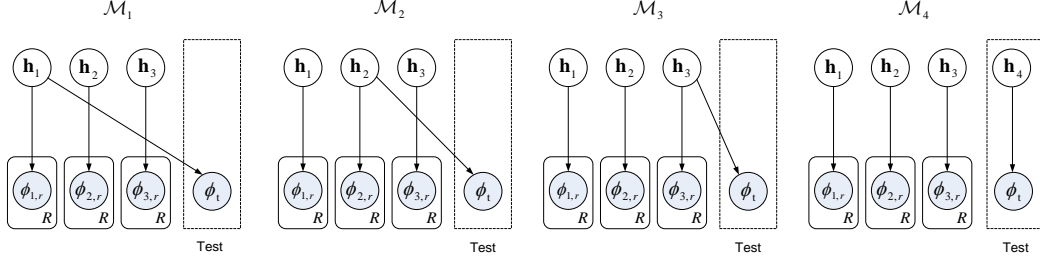 ℳ₁ ℳ₂ ℳ₃ ℳ₄
h₁ h₂ h₃ h₁ h₂ h₃ h₁ h₂ h₃ h₁ h₂ h₃ h₄
ϕ₁,ᵣ ϕ₂,ᵣ ϕ₃,ᵣ ϕₜ ϕ₁,ᵣ ϕ₂,ᵣ ϕ₃,ᵣ ϕₜ ϕ₁,ᵣ ϕ₂,ᵣ ϕ₃,ᵣ ϕₜ ϕ₁,ᵣ ϕ₂,ᵣ ϕ₃,ᵣ ϕₜ
R R R R R R R R R R R R
Test Test Test Test